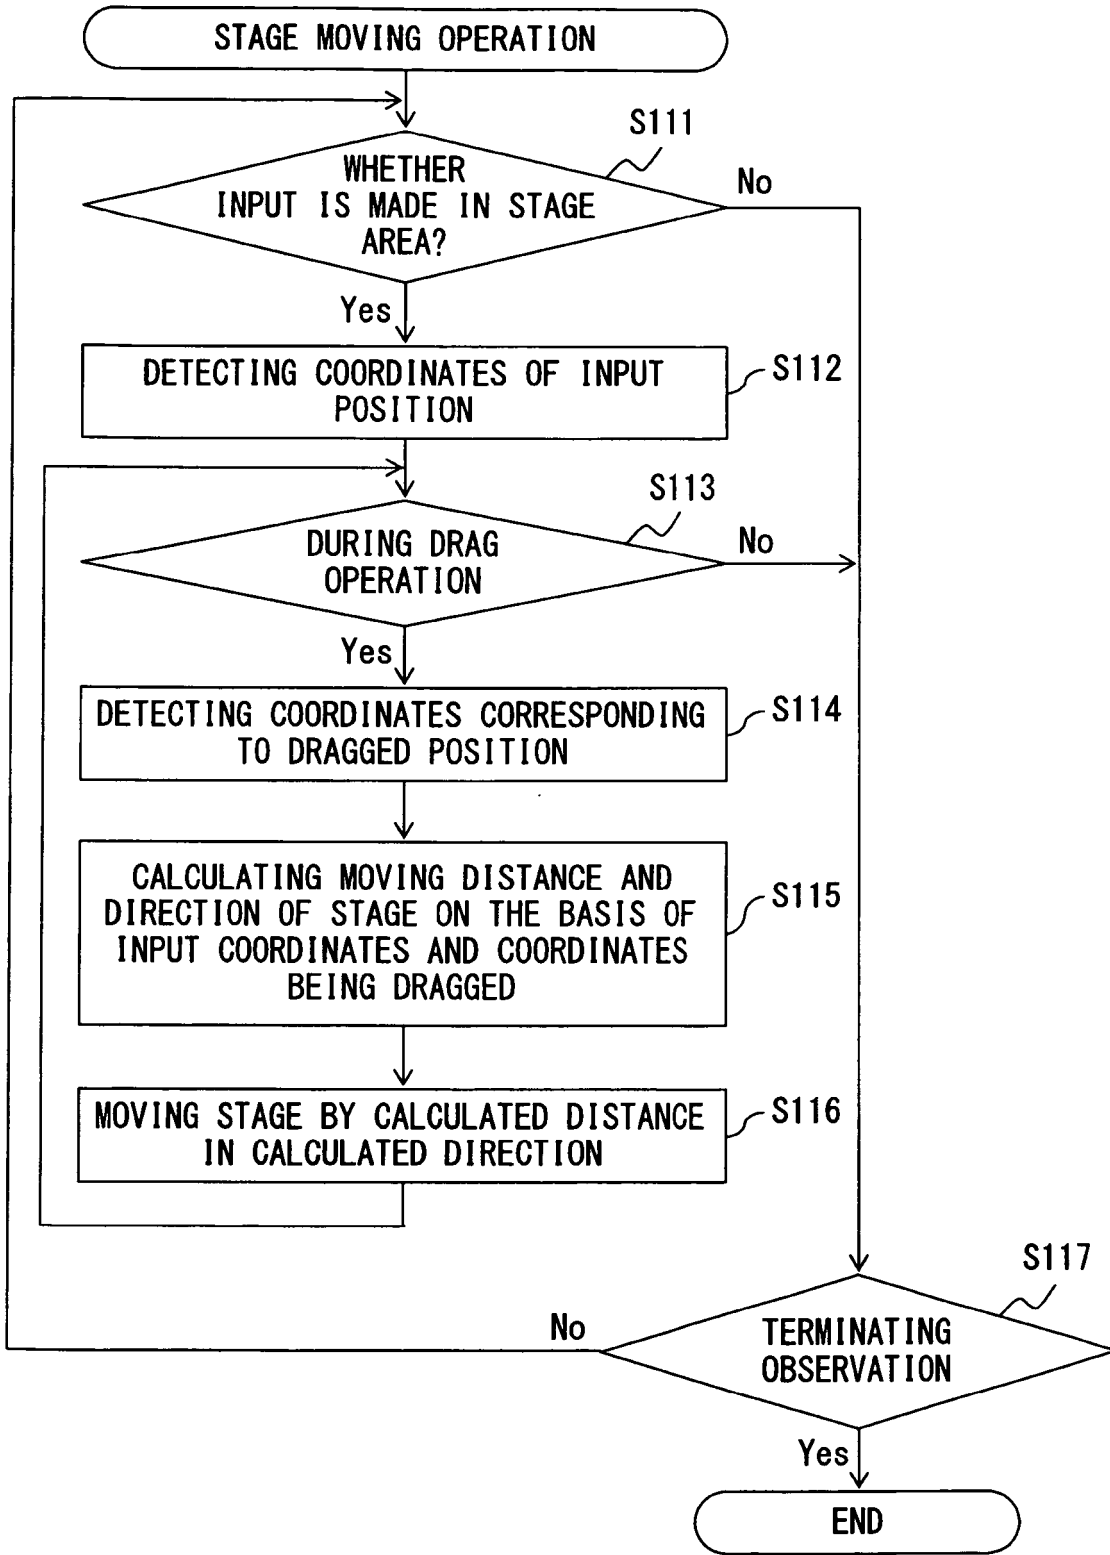 STAGE MOVING OPERATION
S111
WHETHER
INPUT IS MADE IN STAGE
AREA?
No
Yes
DETECTING COORDINATES OF INPUT
POSITION
S112
S113
DURING DRAG
OPERATION
No
Yes
DETECTING COORDINATES CORRESPONDING
TO DRAGGED POSITION
S114
CALCULATING MOVING DISTANCE AND
DIRECTION OF STAGE ON THE BASIS OF
INPUT COORDINATES AND COORDINATES
BEING DRAGGED
S115
MOVING STAGE BY CALCULATED DISTANCE
IN CALCULATED DIRECTION
S116
S117
No
TERMINATING
OBSERVATION
Yes
END